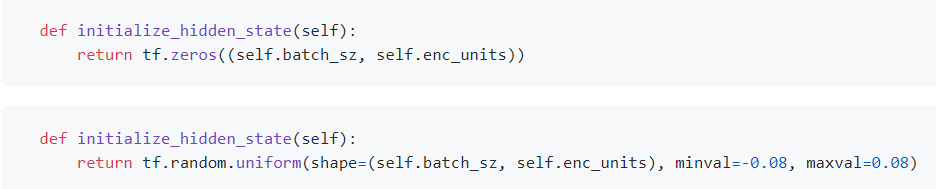 def initialize_hidden_state(self):
    return tf.zeros((self.batch_sz, self.enc_units))
def initialize_hidden_state(self):
    return tf.random.uniform(shape=(self.batch_sz, self.enc_units), minval=-0.08, maxval=0.08)